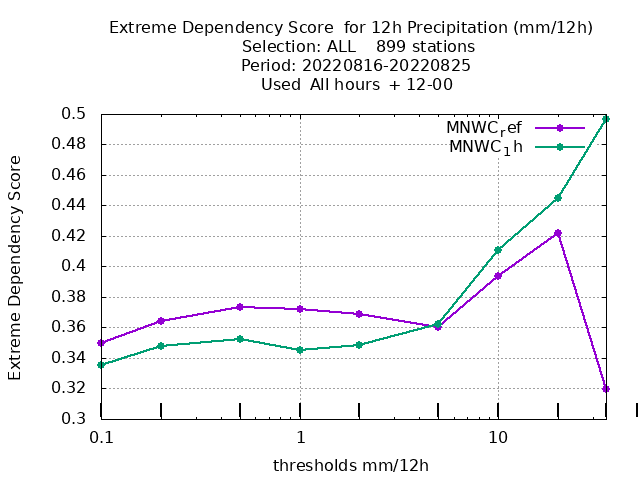 Extreme Dependency Score  for 12h Precipitation (mm/12h)
Selection: ALL    899 stations
Period: 20220816-20220825
Used  All hours  + 12-00
MNWC_ref
MNWC_1h
0.5
0.48
0.46
0.44
0.42
0.4
0.38
0.36
0.34
0.32
0.3
Extreme Dependency Score
0.1
1
10
thresholds mm/12h